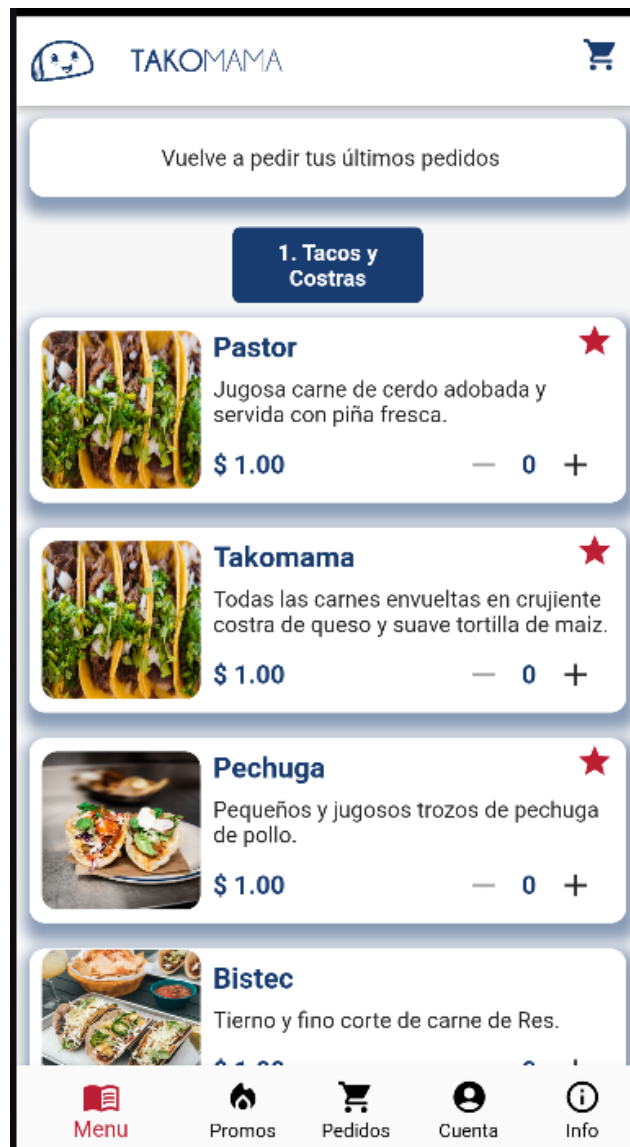 TAKOMAMA
Vuelve a pedir tus últimos pedidos
1. Tacos y
Costras
Pastor
Jugosa carne de cerdo adobada y
servida con piña fresca.
$ 1.00
0
Takomama
Todas las carnes envueltas en crujiente
costra de queso y suave tortilla de maiz.
$ 1.00
0
Pechuga
Pequeños y jugosos trozos de pechuga
de pollo.
$ 1.00
0
Bistec
Tierno y fino corte de carne de Res.
Menu
Promos
Pedidos
Cuenta
Info